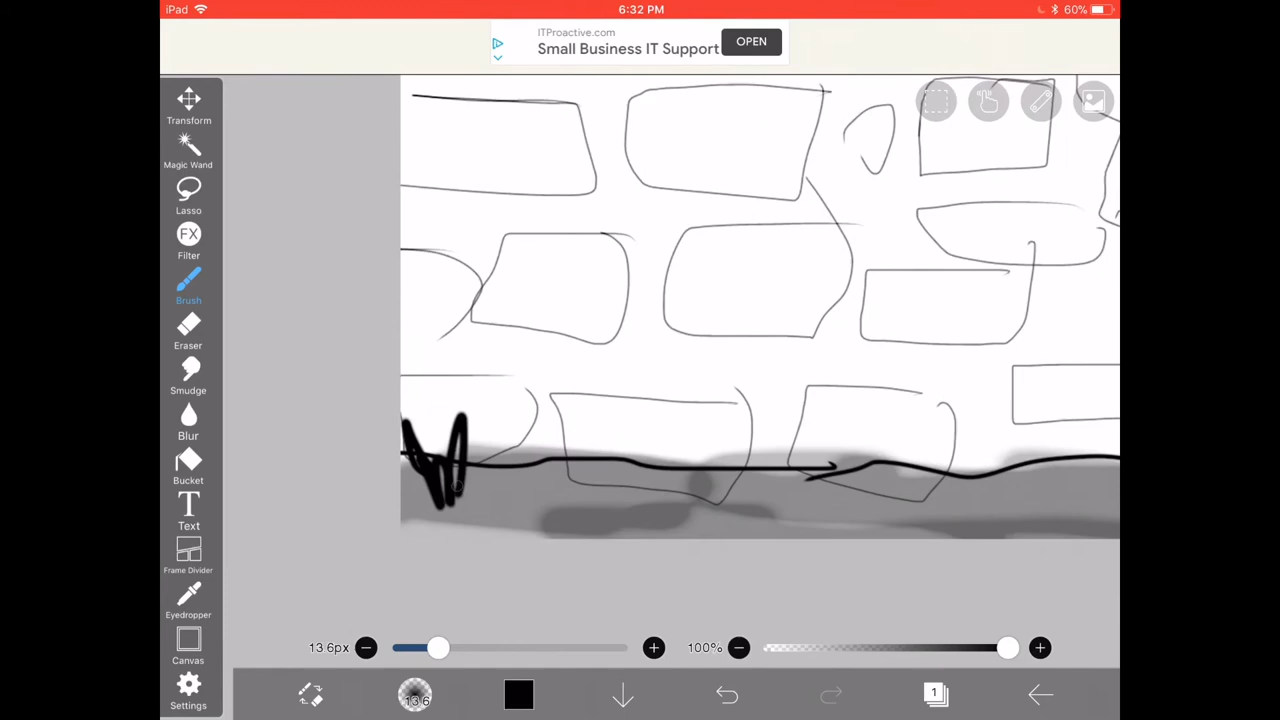 iPad
6:32 PM
60%
ITProactive.com
Small Business IT Support
OPEN
Transform
Magic Wand
Lasso
FX
Filter
Brush
Eraser
Smudge
Blur
Bucket
T
Text
Frame Divider
Eyedropper
Canvas
Settings
13.6px
100%
13.6
1